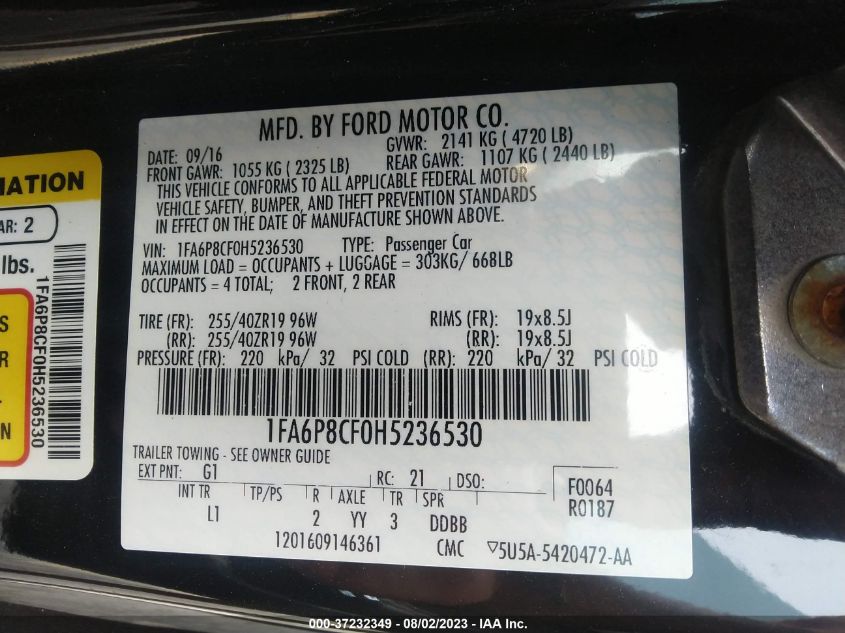 MFD. BY FORD MOTOR CO.
DATE: 09/16 GVWR: 2141 KG ( 4720 LB)
FRONT GAWR: 1055 KG ( 2325 LB) REAR GAWR: 1107 KG ( 2440 LB)
THIS VEHICLE CONFORMS TO ALL APPLICABLE FEDERAL MOTOR
VEHICLE SAFETY, BUMPER, AND THEFT PREVENTION STANDARDS
IN EFFECT ON THE DATE OF MANUFACTURE SHOWN ABOVE.
VIN: 1FA6P8CF0H5236530 TYPE: Passenger Car
MAXIMUM LOAD = OCCUPANTS + LUGGAGE = 303KG/ 668LB
OCCUPANTS = 4 TOTAL; 2 FRONT, 2 REAR
TIRE (FR): 255/40ZR19 96W RIMS (FR): 19x8.5J
(RR): 255/40ZR19 96W (RR): 19x8.5J
PRESSURE (FR): 220 kPa/ 32 PSI COLD (RR): 220 kPa/ 32 PSI COLD
1FA6P8CF0H5236530
TRAILER TOWING - SEE OWNER GUIDE
EXT PNT: G1 RC: 21 DSO:
INT TR TP/PS R AXLE TR SPR
L1 2 YY 3 DDBB
F0064
R0187
1201609146361 CMC ▽5U5A-5420472-AA
MATION
AR: 2
lbs.
1FA6P8CF0H5236530
S
R
N
000-37232349 - 08/02/2023 - IAA Inc.